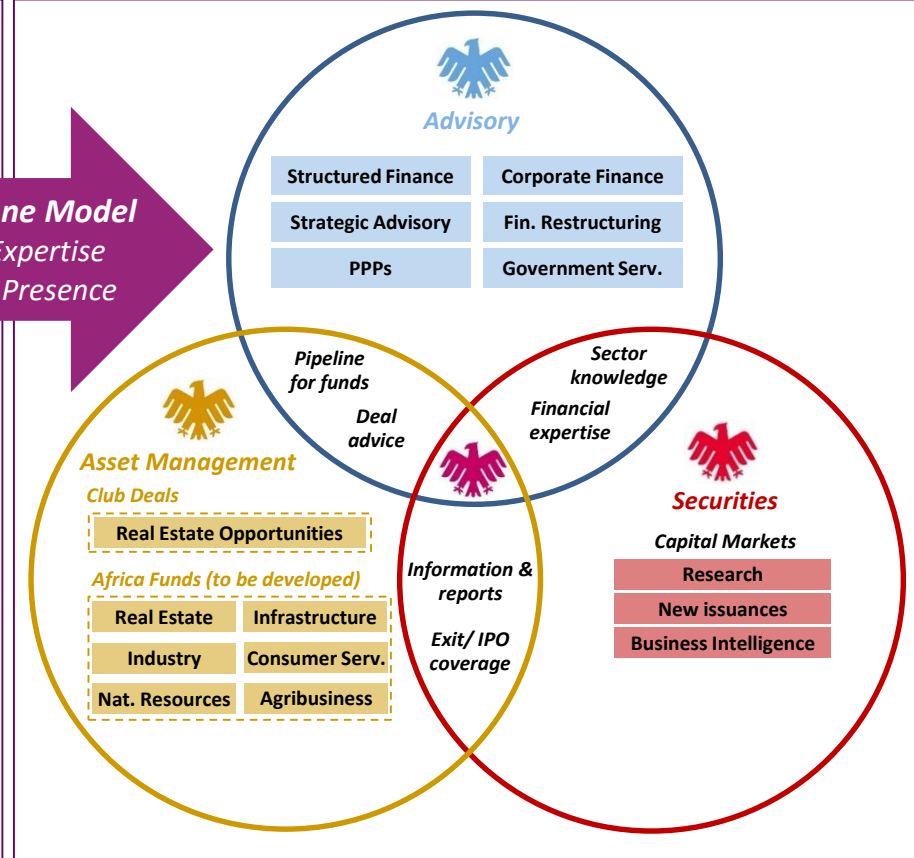 Advisory
Structured Finance
Corporate Finance
Strategic Advisory
Fin. Restructuring
PPPs
Government Serv.
Model
Expertise
Presence
Pipeline
for funds
Deal
advice
Sector
knowledge
Financial
expertise
Asset Management
Club Deals
Real Estate Opportunities
Africa Funds (to be developed)
Real Estate
Infrastructure
Industry
Consumer Serv.
Nat. Resources
Agribusiness
Information &
reports
Exit/ IPO
coverage
Securities
Capital Markets
Research
New issuances
Business Intelligence